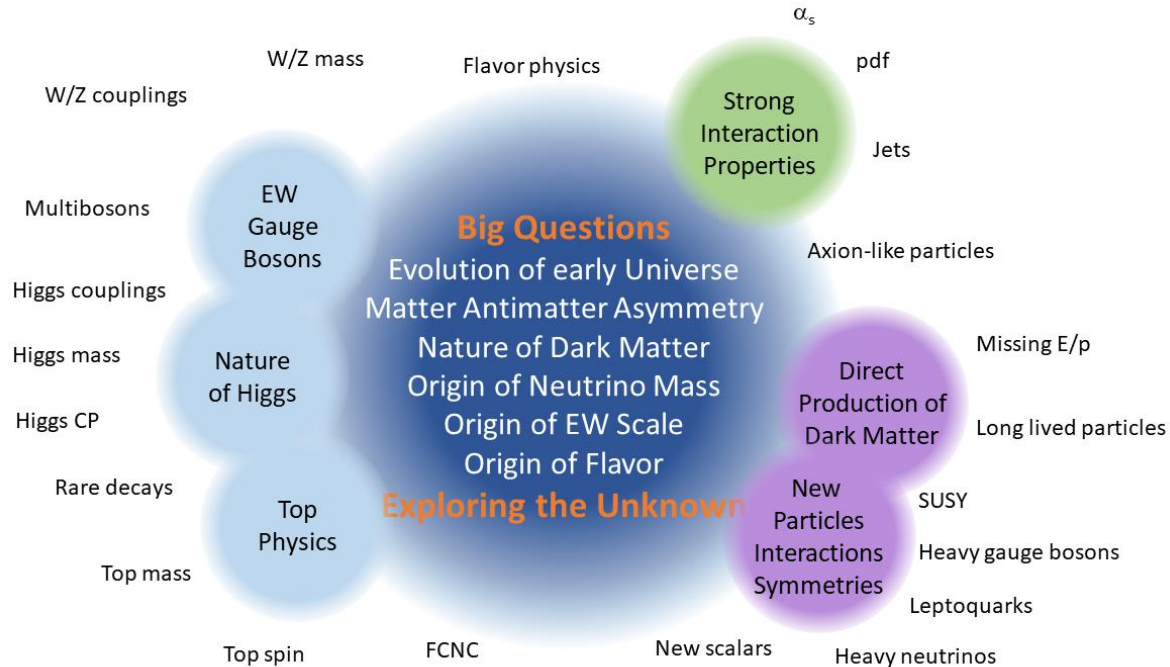 αs
W/Z mass
Flavor physics
pdf
W/Z couplings
Strong
Interaction
Properties
Jets
Multibosons
EW
Gauge
Bosons
Big Questions
Evolution of early Universe
Matter Antimatter Asymmetry
Nature of Dark Matter
Origin of Neutrino Mass
Origin of EW Scale
Origin of Flavor
Exploring the Unknown
Axion-like particles
Higgs couplings
Higgs mass
Nature
of Higgs
Higgs CP
Missing E/p
Direct
Production of
Dark Matter
Long lived particles
Rare decays
Top
Physics
New
Particles
Interactions
Symmetries
SUSY
Heavy gauge bosons
Top mass
Leptoquarks
Top spin
FCNC
New scalars
Heavy neutrinos